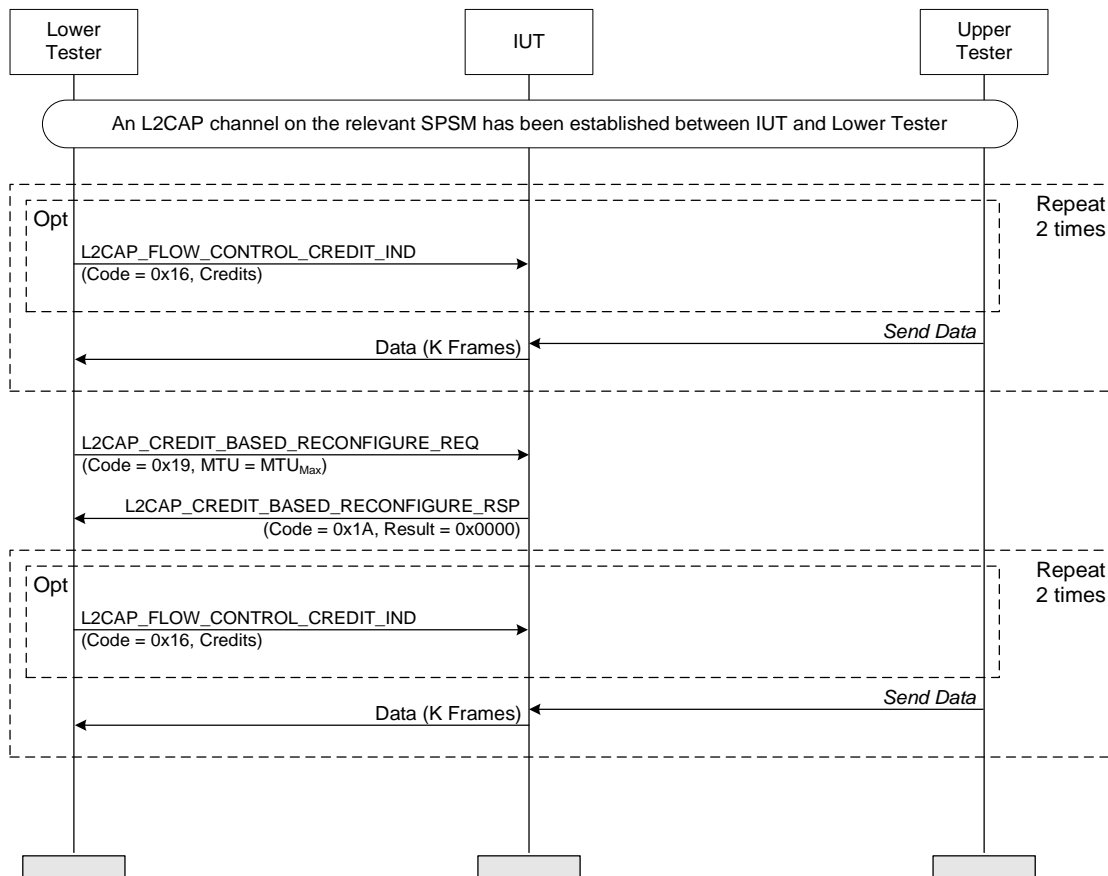 Lower
Tester
IUT
Upper
Tester
An L2CAP channel on the relevant SPSM has been established between IUT and Lower Tester
Repeat
2 times
Opt
L2CAP_FLOW_CONTROL_CREDIT_IND
(Code = 0x16, Credits)
Send Data
Data (K Frames)
L2CAP_CREDIT_BASED_RECONFIGURE_REQ
(Code = 0x19, MTU = MTUMax)
L2CAP_CREDIT_BASED_RECONFIGURE_RSP
(Code = 0x1A, Result = 0x0000)
Repeat
2 times
Opt
L2CAP_FLOW_CONTROL_CREDIT_IND
(Code = 0x16, Credits)
Send Data
Data (K Frames)